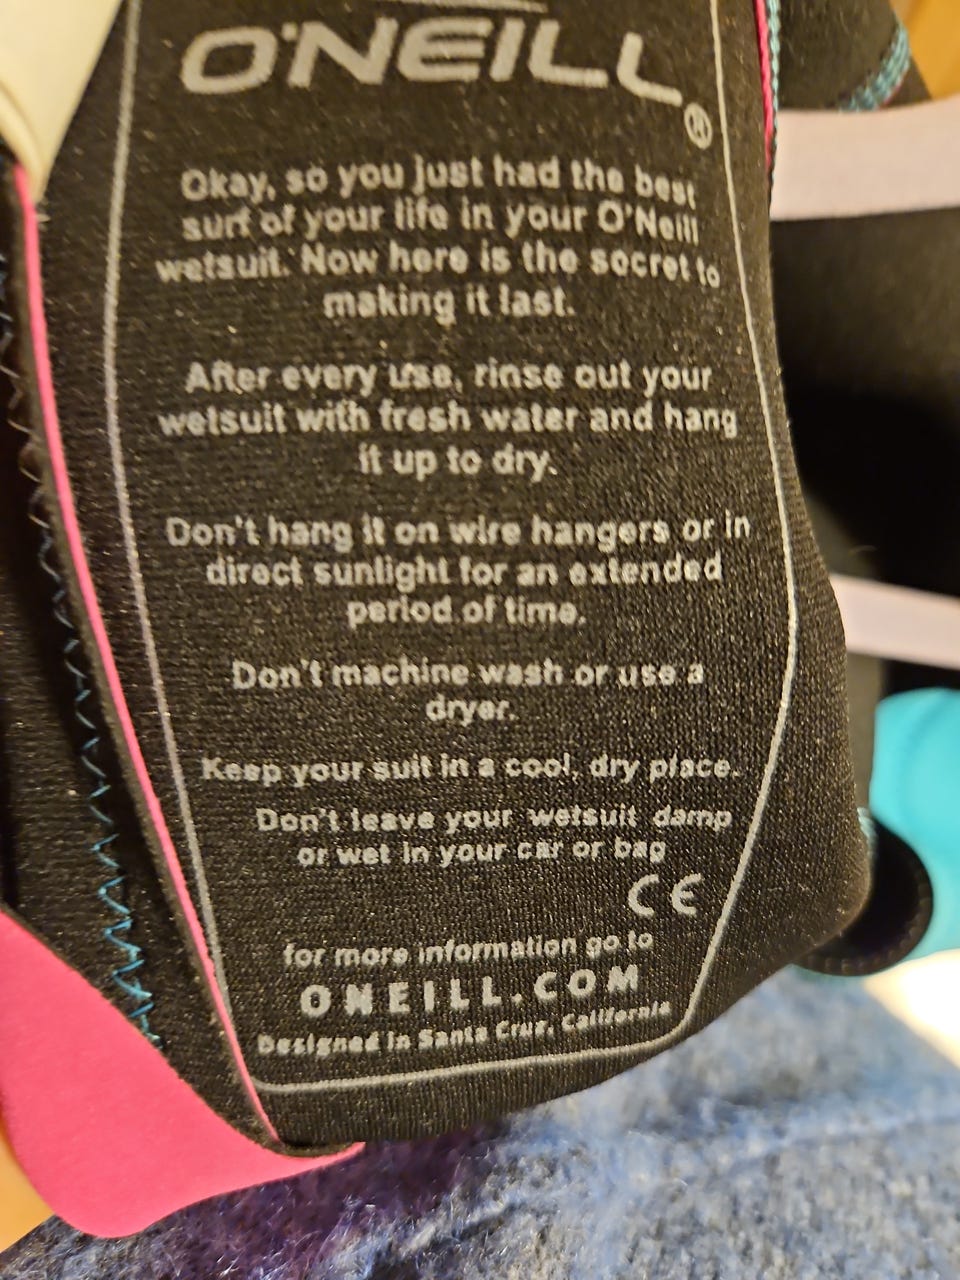 O'NEILL®
Okay, so you just had the best
surf of your life in your O'Neill
wetsuit. Now here is the secret to
making it last.
After every use, rinse out your
wetsuit with fresh water and hang
it up to dry.
Don't hang it on wire hangers or in
direct sunlight for an extended
period of time.
Don't machine wash or use a
dryer.
Keep your suit in a cool, dry place.
Don't leave your wetsuit damp
or wet in your car or bag
CE
for more information go to
ONEILL.COM
Designed in Santa Cruz, California